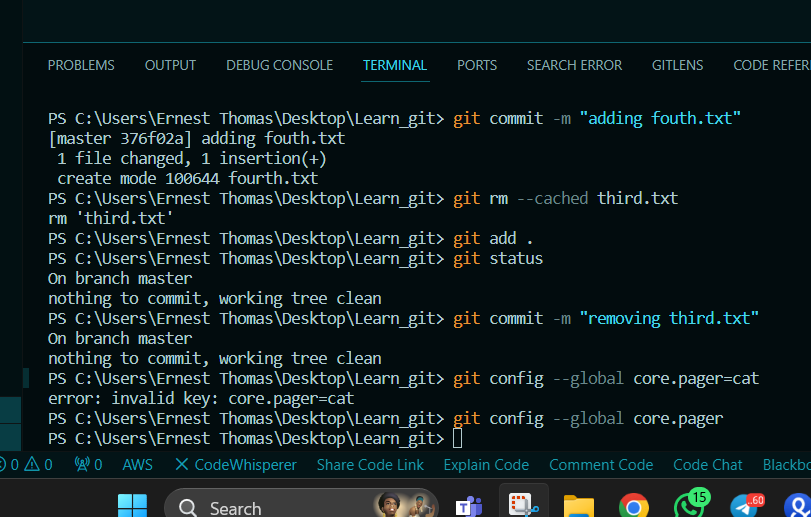 PROBLEMS OUTPUT DEBUG CONSOLE TERMINAL PORTS SEARCH ERROR GITLENS CODE REFER
PS C:\Users\Ernest Thomas\Desktop\Learn_git> git commit -m "adding fouth.txt"
[master 376f02a] adding fouth.txt
 1 file changed, 1 insertion(+)
 create mode 100644 fourth.txt
PS C:\Users\Ernest Thomas\Desktop\Learn_git> git rm --cached third.txt
rm 'third.txt'
PS C:\Users\Ernest Thomas\Desktop\Learn_git> git add .
PS C:\Users\Ernest Thomas\Desktop\Learn_git> git status
On branch master
nothing to commit, working tree clean
PS C:\Users\Ernest Thomas\Desktop\Learn_git> git commit -m "removing third.txt"
On branch master
nothing to commit, working tree clean
PS C:\Users\Ernest Thomas\Desktop\Learn_git> git config --global core.pager=cat
error: invalid key: core.pager=cat
PS C:\Users\Ernest Thomas\Desktop\Learn_git> git config --global core.pager
PS C:\Users\Ernest Thomas\Desktop\Learn_git>
0 0 0 AWS CodeWhisperer Share Code Link Explain Code Comment Code Code Chat Blackbo
Search 15 ..60